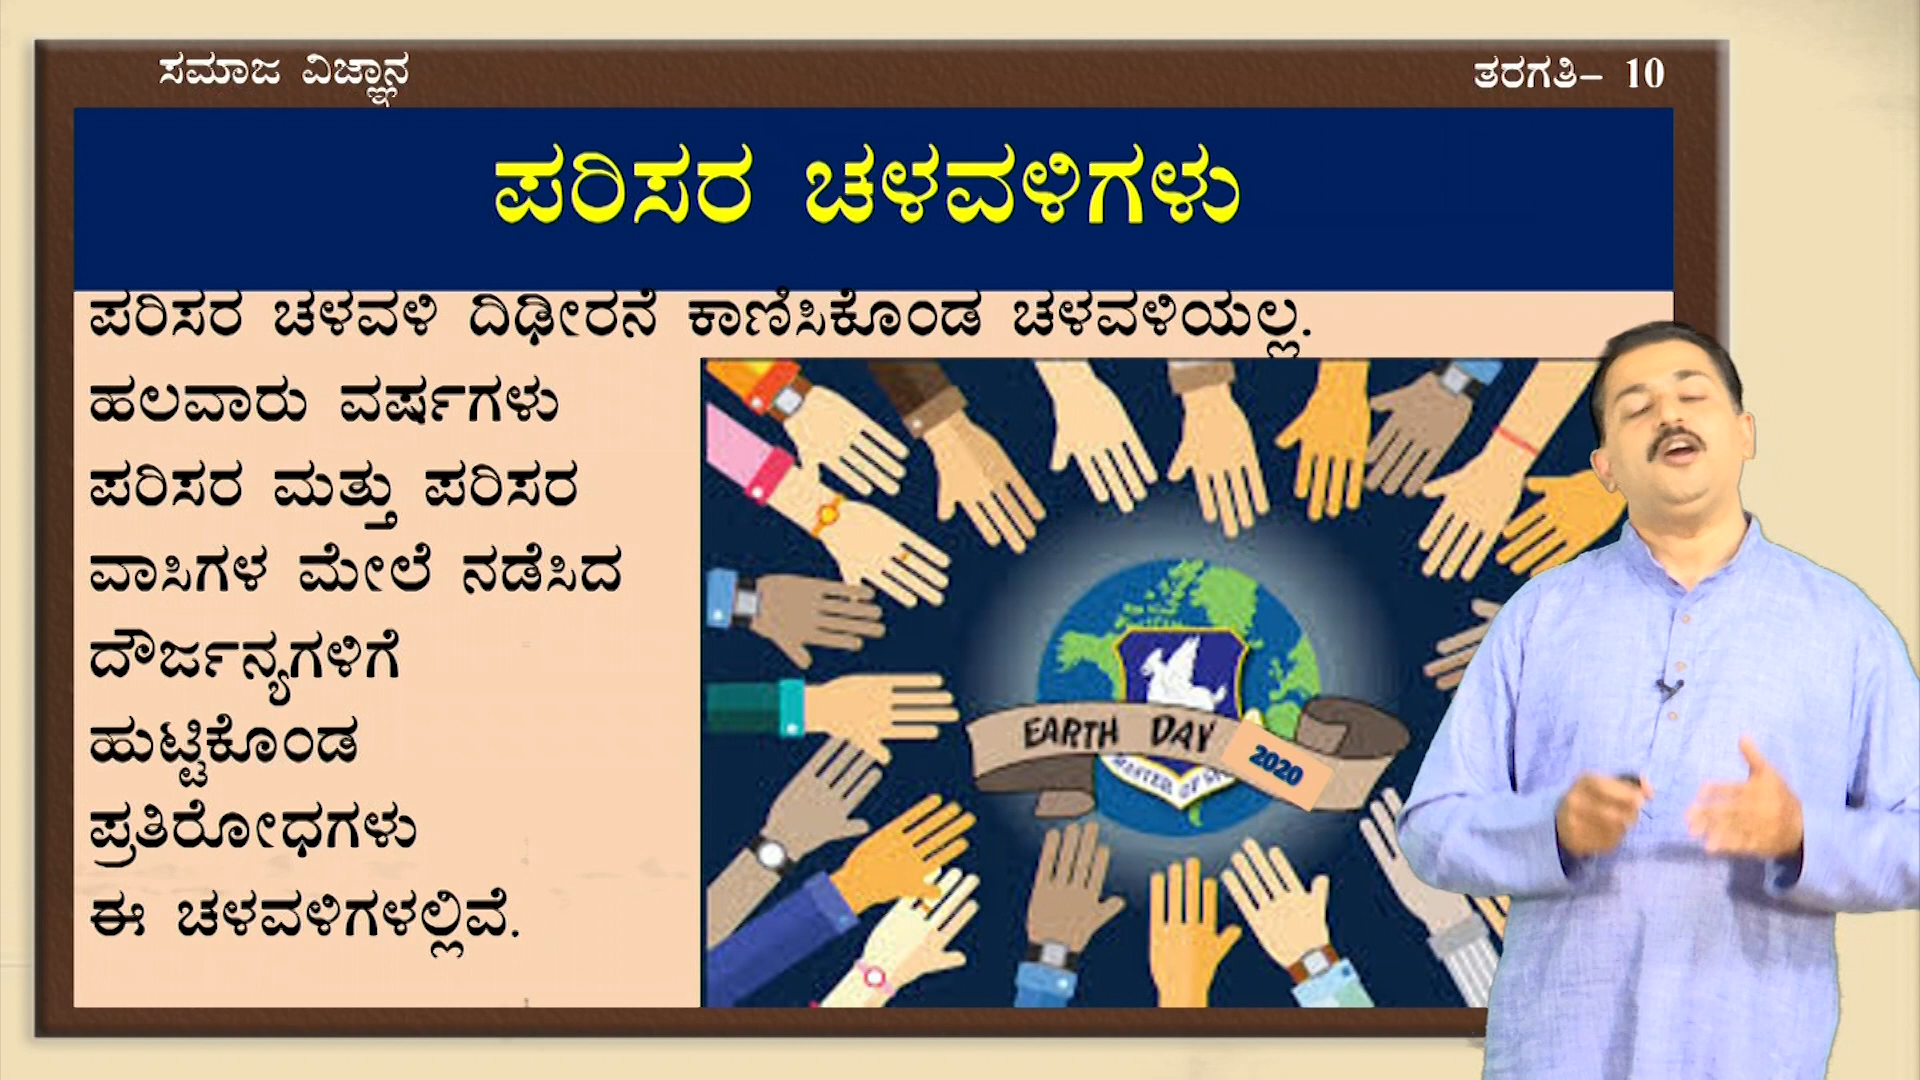 ಸಮಾಜ ವಿಜ್ಞಾನ
ತರಗತಿ– 10
ಪರಿಸರ ಚಳವಳಿಗಳು
ಪರಿಸರ ಚಳವಳಿ ದಿಢೀರನೆ ಕಾಣಿಸಿಕೊಂಡ ಚಳವಳಿಯಲ್ಲ.
ಹಲವಾರು ವರ್ಷಗಳು
ಪರಿಸರ ಮತ್ತು ಪರಿಸರ
ವಾಸಿಗಳ ಮೇಲೆ ನಡೆಸಿದ
ದೌರ್ಜನ್ಯಗಳಿಗೆ
ಹುಟ್ಟಿಕೊಂಡ
ಪ್ರತಿರೋಧಗಳು
ಈ ಚಳವಳಿಗಳಲ್ಲಿವೆ.
EARTH DAY 2020